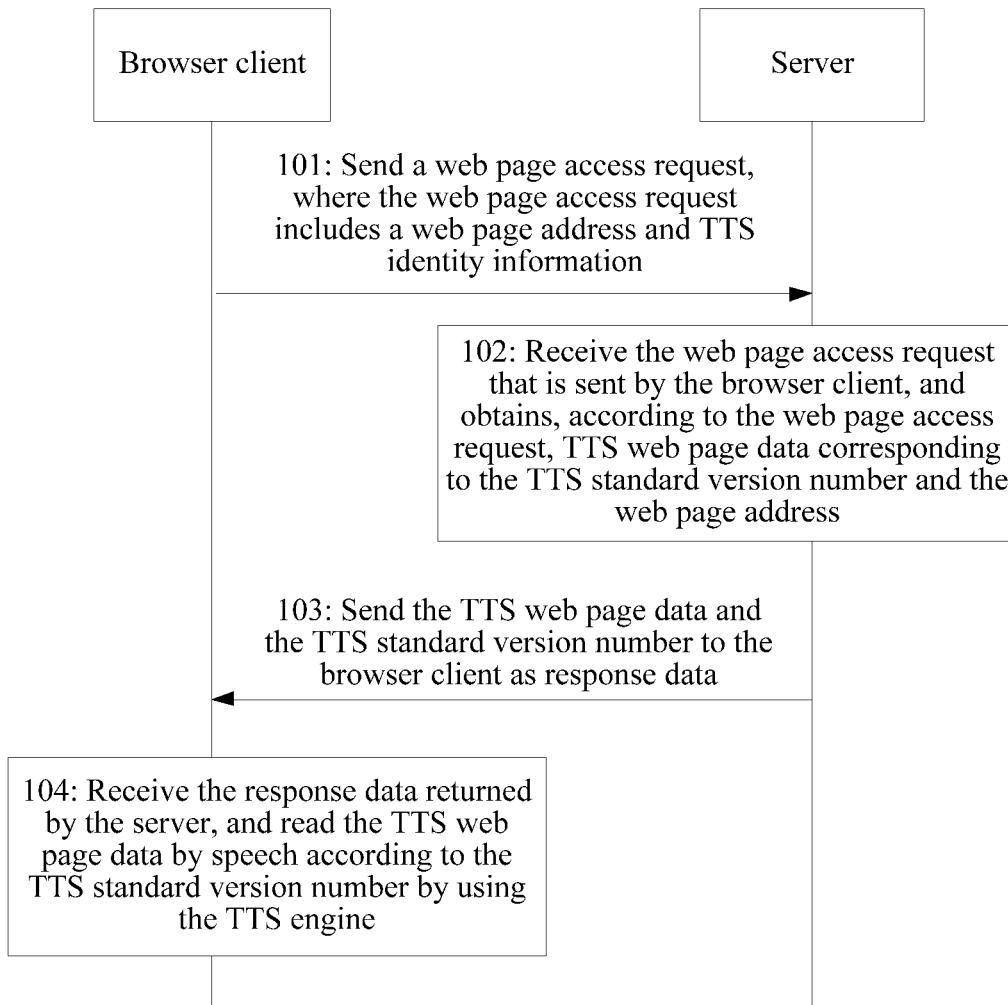 Browser client
Server
101: Send a web page access request,
where the web page access request
includes a web page address and TTS
identity information
102: Receive the web page access request
that is sent by the browser client, and
obtains, according to the web page access
request, TTS web page data corresponding
to the TTS standard version number and the
web page address
103: Send the TTS web page data and
the TTS standard version number to the
browser client as response data
104: Receive the response data returned
by the server, and read the TTS web
page data by speech according to the
TTS standard version number by using
the TTS engine